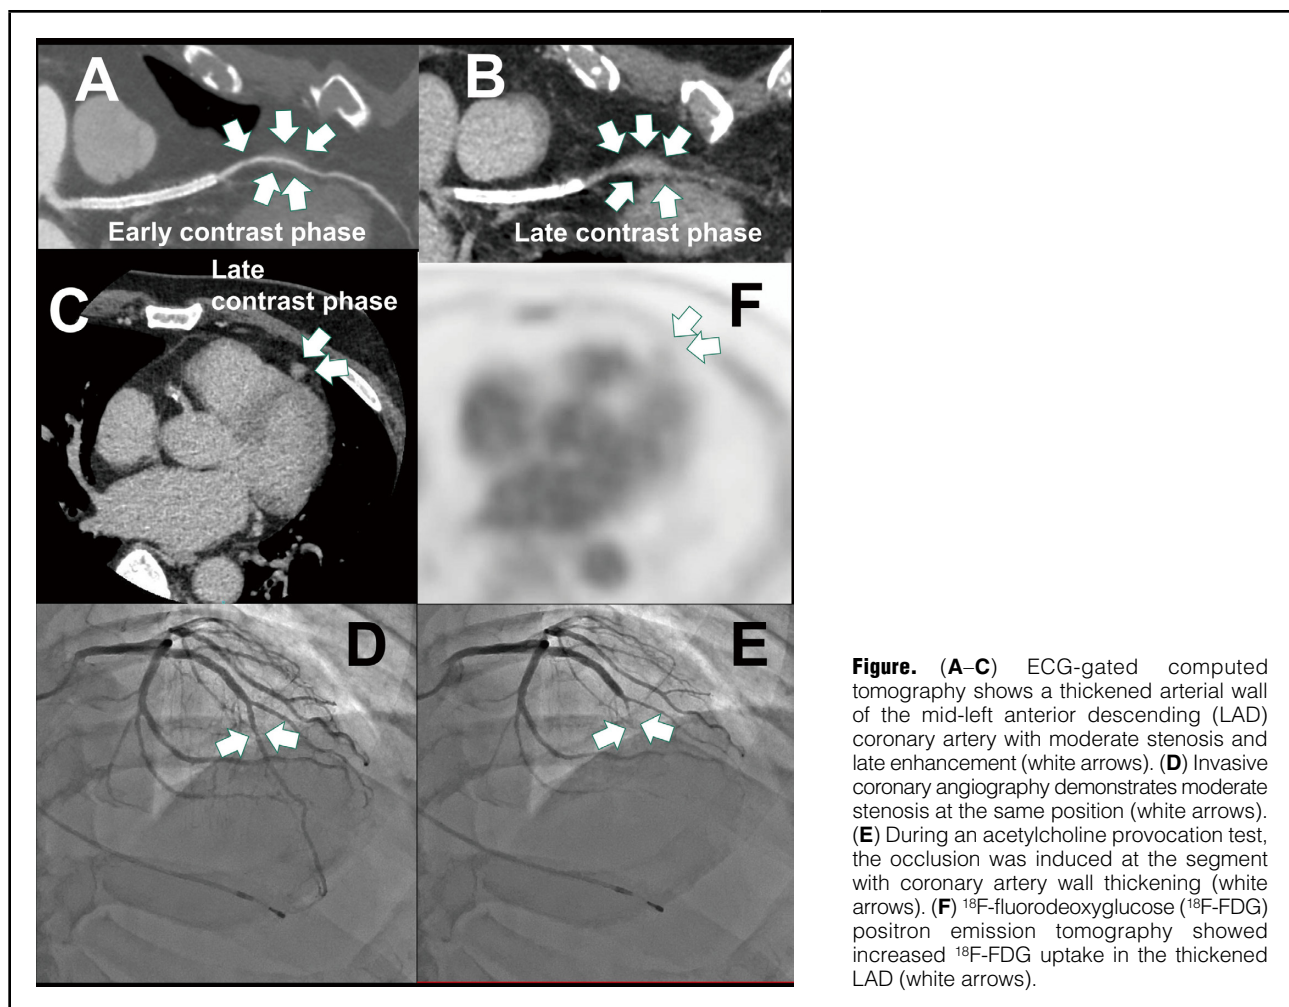 A
B
Early contrast phase
Late contrast phase
Late
contrast phase
C
F
D
E
Figure. (A–C) ECG-gated computed
tomography shows a thickened arterial wall
of the mid-left anterior descending (LAD)
coronary artery with moderate stenosis and
late enhancement (white arrows). (D) Invasive
coronary angiography demonstrates moderate
stenosis at the same position (white arrows).
(E) During an acetylcholine provocation test,
the occlusion was induced at the segment
with coronary artery wall thickening (white
arrows). (F) ¹⁸F-fluorodeoxyglucose (¹⁸F-FDG)
positron emission tomography showed
increased ¹⁸F-FDG uptake in the thickened
LAD (white arrows).